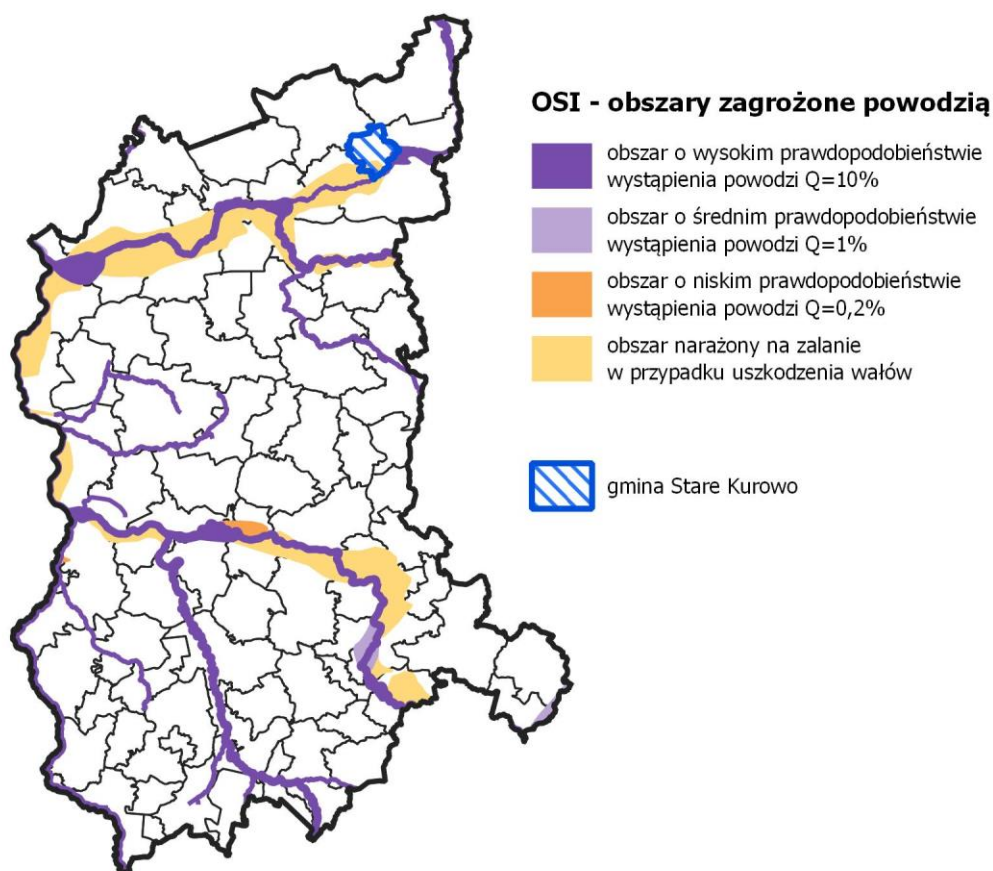 OSI - obszary zagrożone powodzią
obszar o wysokim prawdopodobieństwie
wystąpienia powodzi Q=10%
obszar o średnim prawdopodobieństwie
wystąpienia powodzi Q=1%
obszar o niskim prawdopodobieństwie
wystąpienia powodzi Q=0,2%
obszar narażony na zalanie
w przypadku uszkodzenia wałów
gmina Stare Kurowo